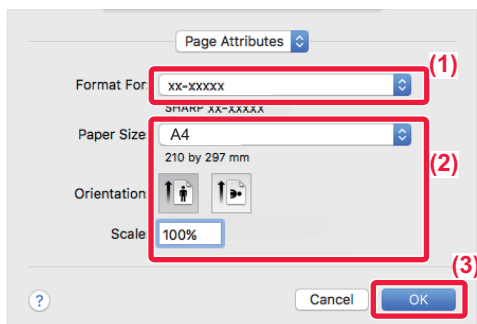 Page Attributes
(1)
Format For: xx-xxxxx
SHARP xx-xxxxx
Paper Size: A4
210 by 297 mm
(2)
Orientation:
Scale: 100%
(3)
? Cancel OK